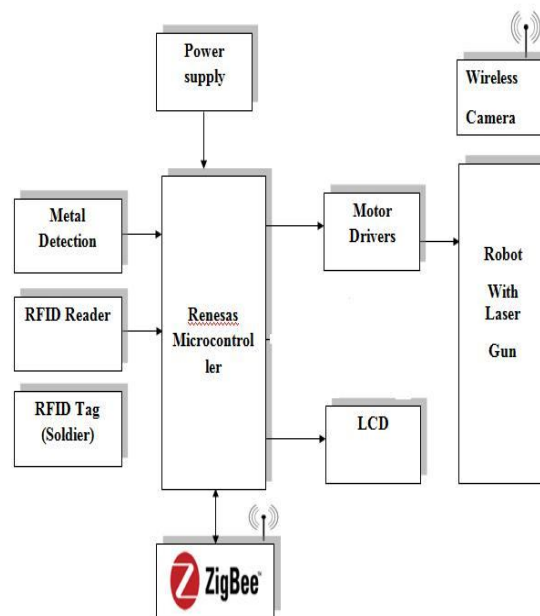 Power
supply
Wireless
Camera
Metal
Detection
Motor
Drivers
RFID Reader
Renesas
Microcontrol
ler
Robot
With
Laser
Gun
RFID Tag
(Soldier)
LCD
ZigBee™